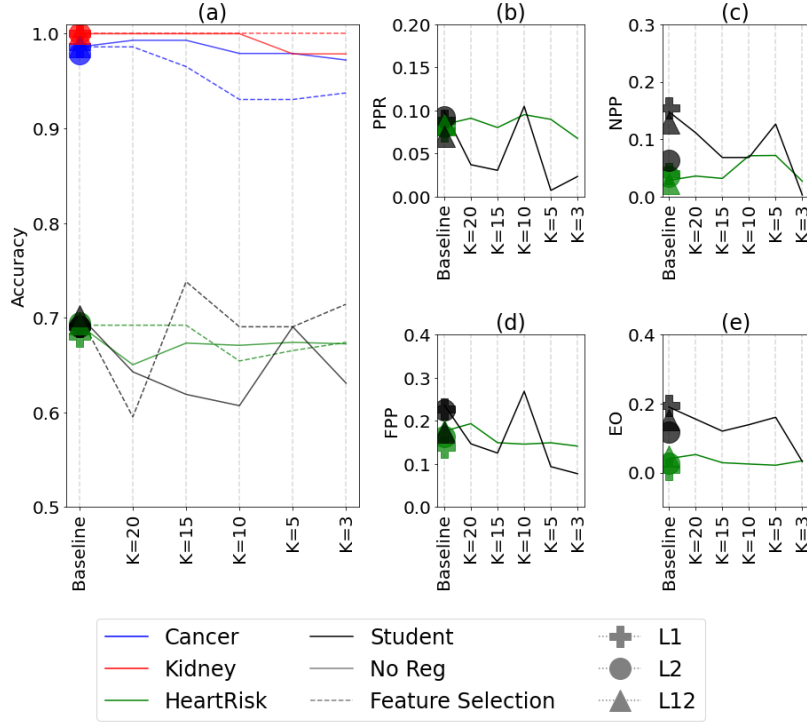 (a)
Accuracy
1.0
0.9
0.8
0.7
0.6
0.5
Baseline
K=20
K=15
K=10
K=5
K=3
(b)
PPR
0.20
0.15
0.10
0.05
0.00
Baseline
K=20
K=15
K=10
K=5
K=3
(c)
NPP
0.3
0.2
0.1
0.0
Baseline
K=20
K=15
K=10
K=5
K=3
(d)
FPP
0.4
0.3
0.2
0.1
0.0
Baseline
K=20
K=15
K=10
K=5
K=3
(e)
EO
0.4
0.2
0.0
Baseline
K=20
K=15
K=10
K=5
K=3
Cancer
Kidney
HeartRisk
Student
No Reg
Feature Selection
L1
L2
L12